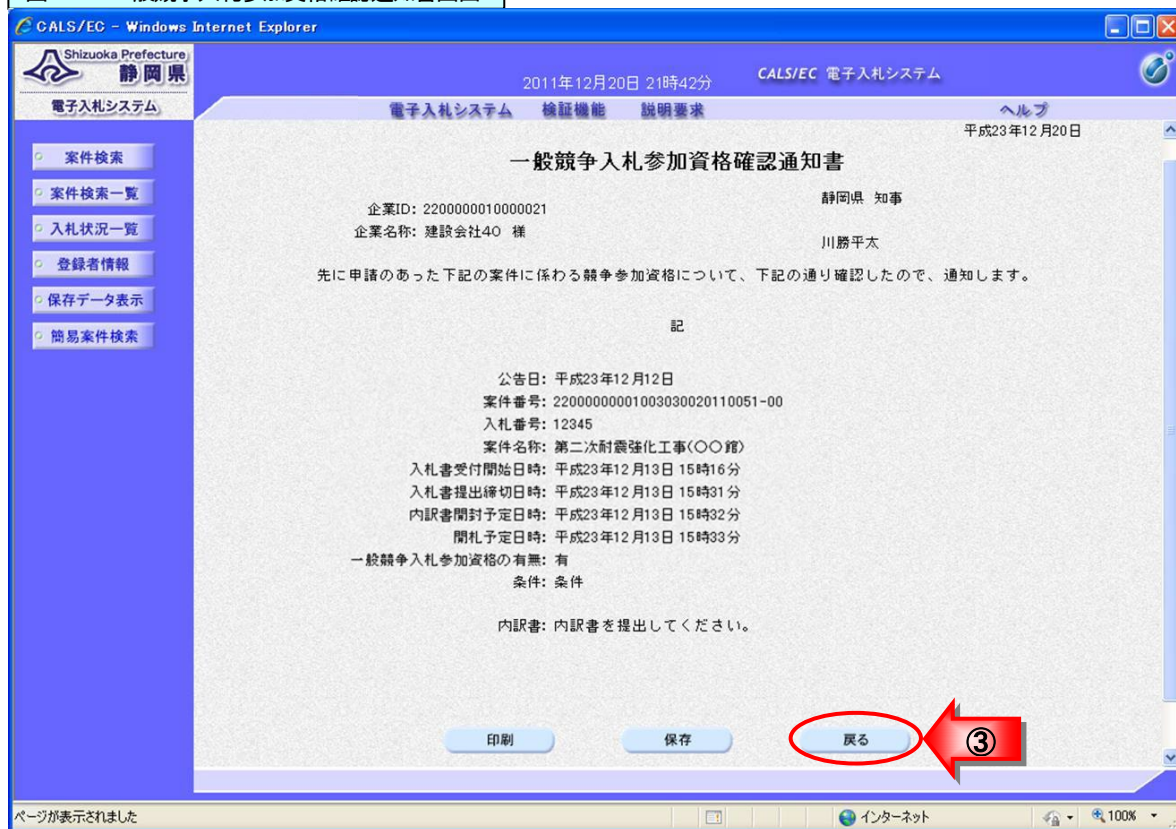 CALS/EC - Windows Internet Explorer
Shizuoka Prefecture
静岡県
電子入札システム
2011年12月20日 21時42分
CALS/EC 電子入札システム
電子入札システム 検証機能 説明要求 ヘルプ
案件検索
案件検索一覧
入札状況一覧
登録者情報
保存データ表示
簡易案件検索
平成23年12月20日
一般競争入札参加資格確認通知書
静岡県 知事
企業ID: 2200000010000021
企業名称: 建設会社40 様
川勝平太
先に申請のあった下記の案件に係わる競争参加資格について、下記の通り確認したので、通知します。
記
公告日: 平成23年12月12日
案件番号: 22000000001003030020110051-00
入札番号: 12345
案件名称: 第二次耐震強化工事(〇〇館)
入札書受付開始日時: 平成23年12月13日 15時16分
入札書提出締切日時: 平成23年12月13日 15時31分
内訳書開封予定日時: 平成23年12月13日 15時32分
開札予定日時: 平成23年12月13日 15時33分
一般競争入札参加資格の有無: 有
条件: 条件
内訳書: 内訳書を提出してください。
印刷 保存 戻る ③
ページが表示されました インターネット 100%